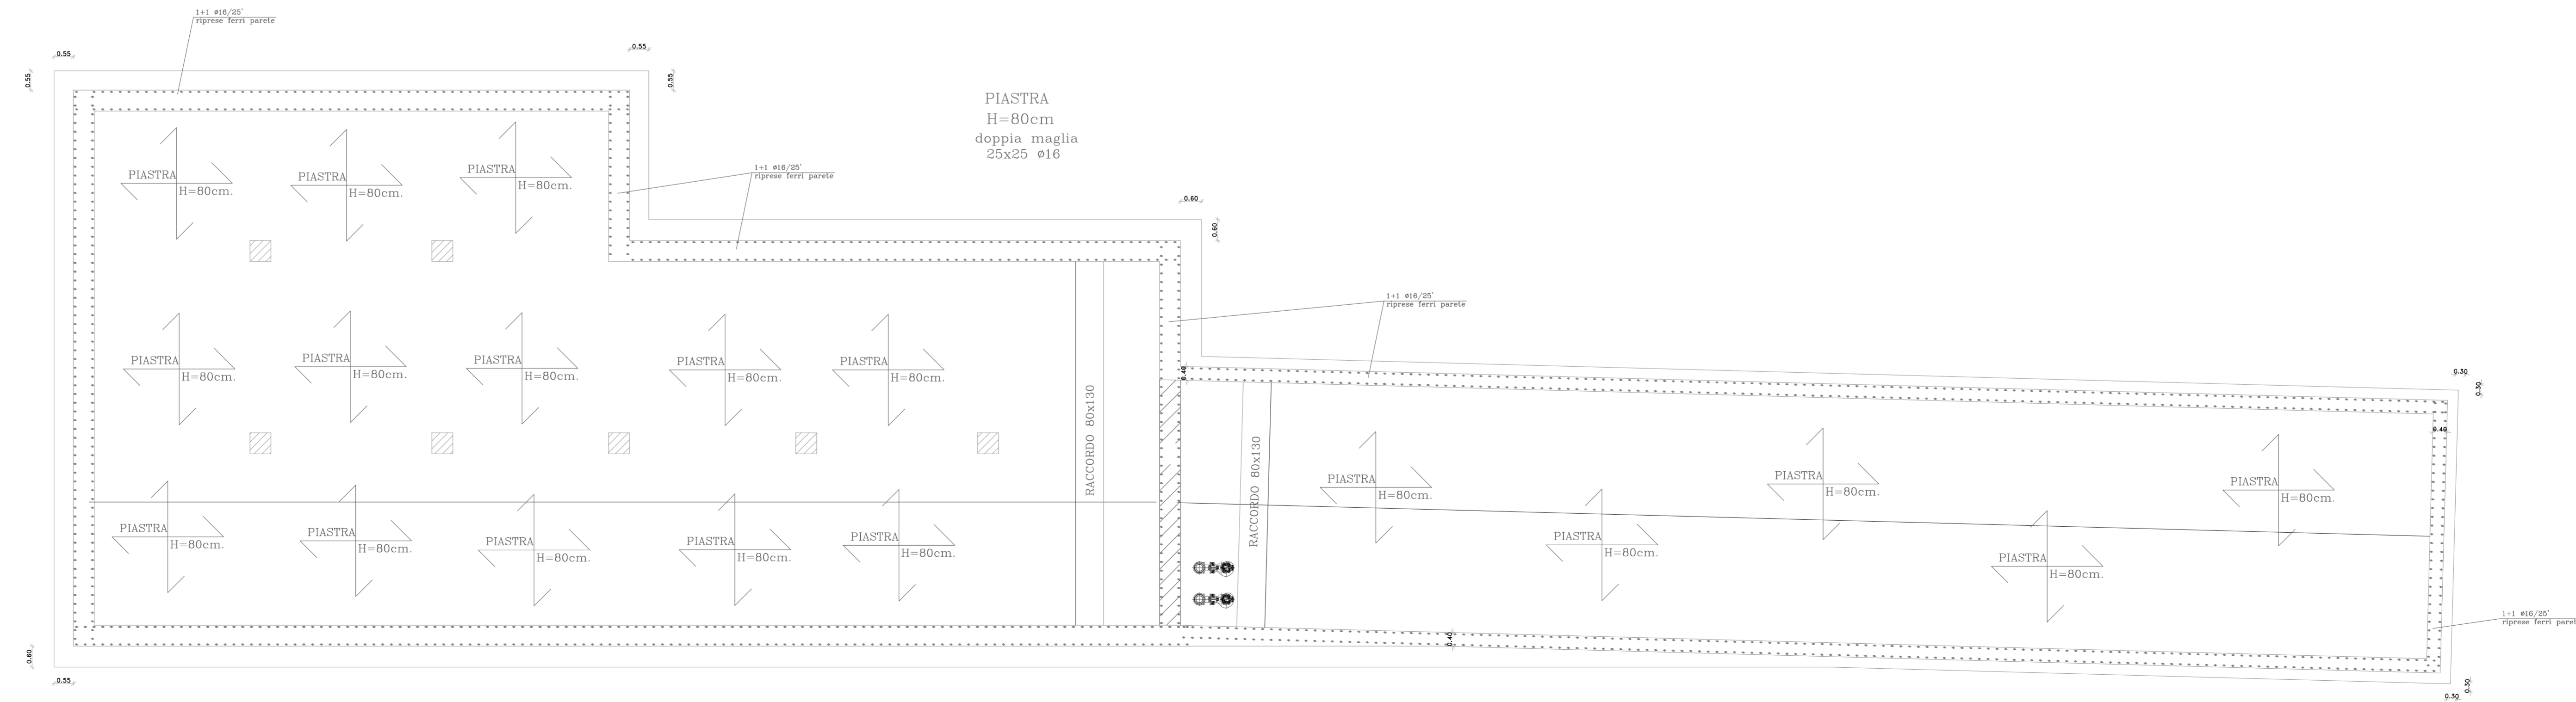 1+1 ø16/25'
riprese ferri parete
0.55
0.55
0.55
0.55
PIASTRA
H=80cm
doppia maglia
25x25 ø16
1+1 ø16/25'
riprese ferri parete
PIASTRA
H=80cm.
PIASTRA
H=80cm.
PIASTRA
H=80cm.
0.60
0.60
1+1 ø16/25'
riprese ferri parete
PIASTRA
H=80cm.
PIASTRA
H=80cm.
PIASTRA
H=80cm.
PIASTRA
H=80cm.
PIASTRA
H=80cm.
0.40
0.30
0.30
0.40
RACCORDO 80x130
RACCORDO 80x130
PIASTRA
H=80cm.
PIASTRA
H=80cm.
PIASTRA
H=80cm.
PIASTRA
H=80cm.
PIASTRA
H=80cm.
PIASTRA
H=80cm.
PIASTRA
H=80cm.
PIASTRA
H=80cm.
PIASTRA
H=80cm.
PIASTRA
H=80cm.
1+1 ø16/25'
riprese ferri paret
0.40
0.60
0.55
0.30
0.30